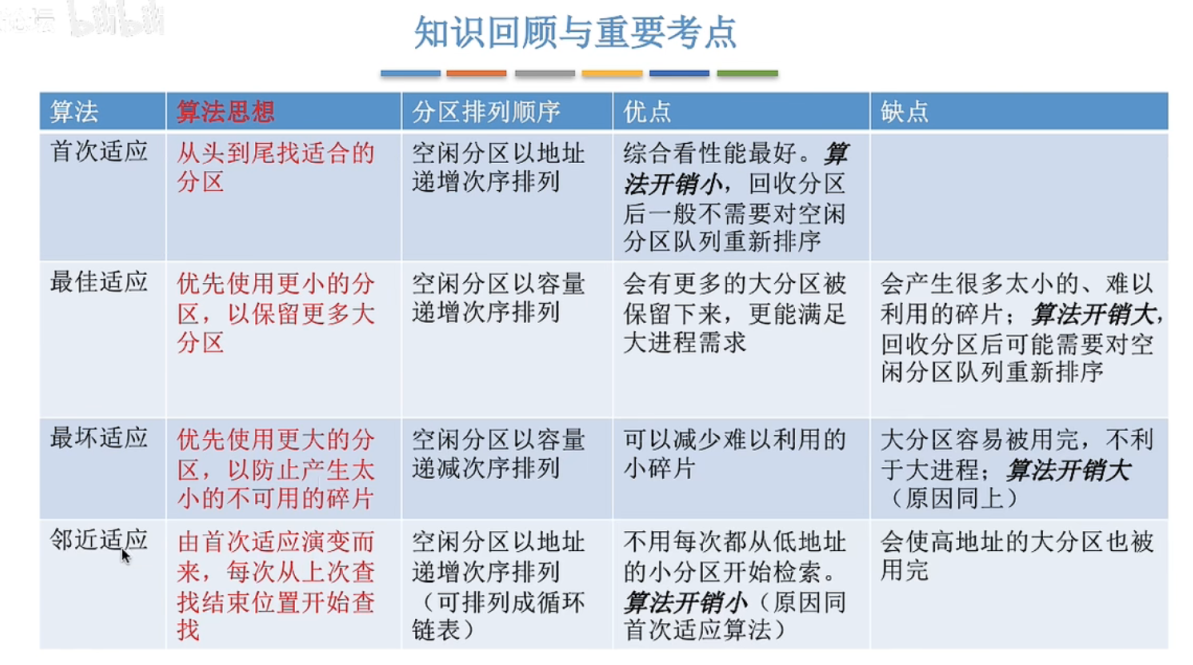 知识回顾与重要考点
算法
算法思想
分区排列顺序
优点
缺点
首次适应
从头到尾找适合的
分区
空闲分区以地址
递增次序排列
综合看性能最好。算
法开销小，回收分区
后一般不需要对空闲
分区队列重新排序
最佳适应
优先使用更小的分
区，以保留更多大
分区
空闲分区以容量
递增次序排列
会有更多的大分区被
保留下来，更能满足
大进程需求
会产生很多太小的、难以
利用的碎片；算法开销大，
回收分区后可能需要对空
闲分区队列重新排序
最坏适应
优先使用更大的分
区，以防止产生太
小的不可用的碎片
空闲分区以容量
递减次序排列
可以减少难以利用的
小碎片
大分区容易被用完，不利
于大进程；算法开销大
（原因同上）
邻近适应
由首次适应演变而
来，每次从上次查
找结束位置开始查
找
空闲分区以地址
递增次序排列
（可排列成循环
链表）
不用每次都从低地址
的小分区开始检索。
算法开销小（原因同
首次适应算法）
会使高地址的大分区也被
用完